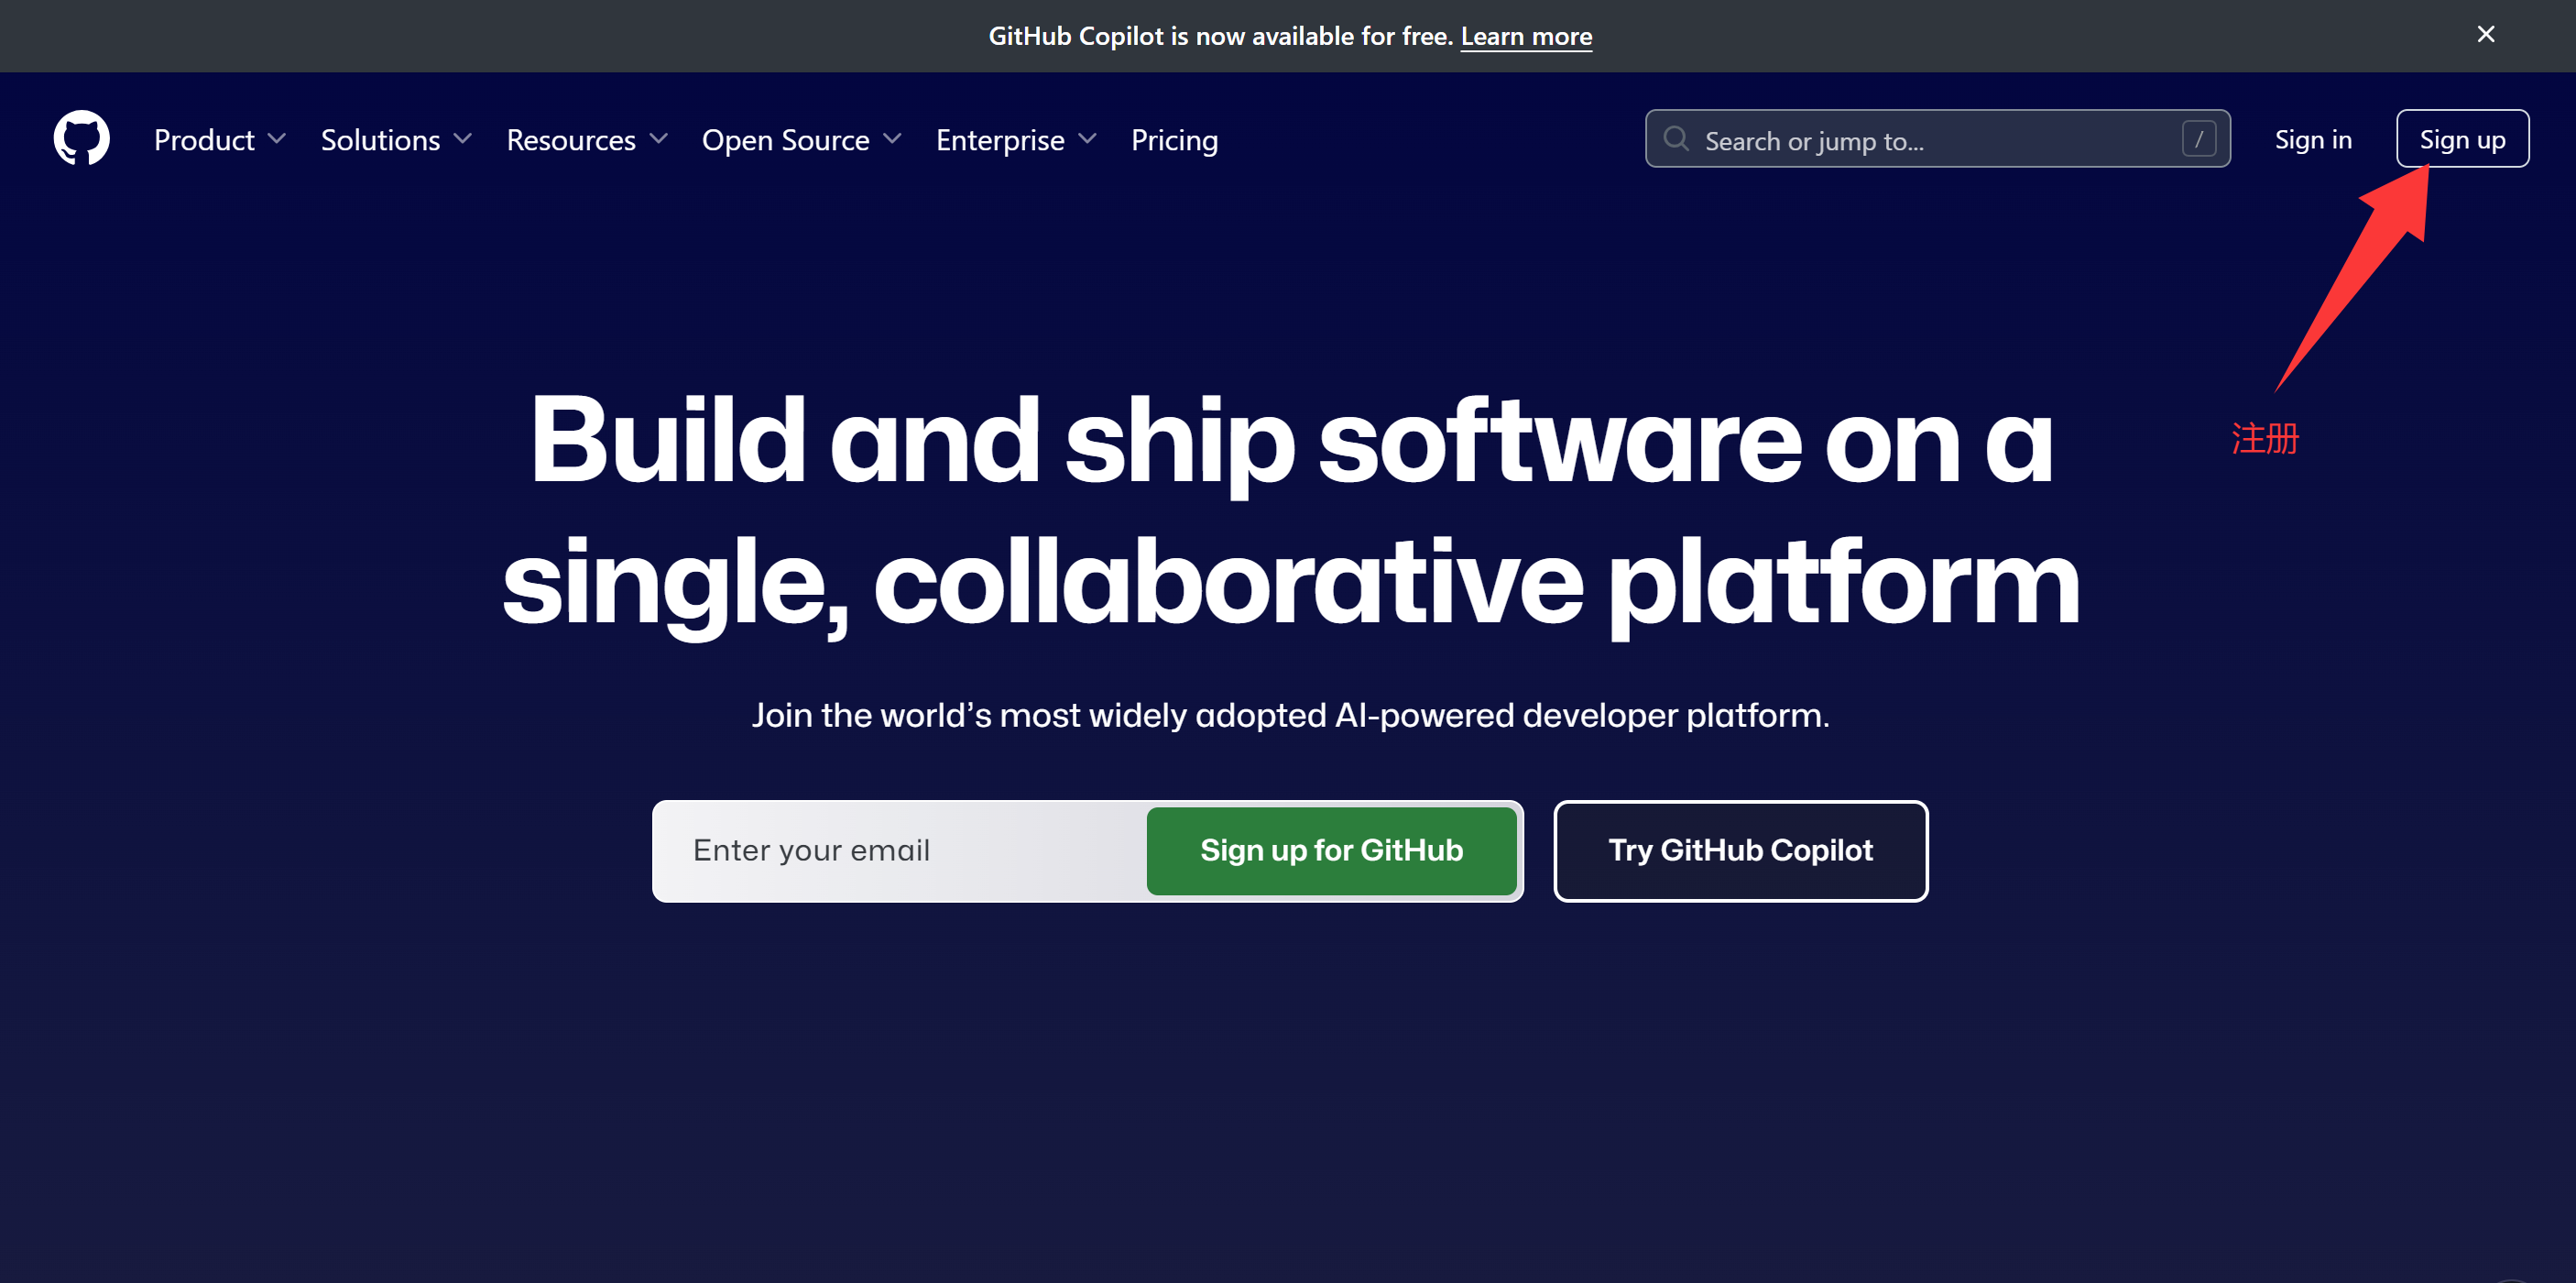 GitHub Copilot is now available for free. Learn more
Product Solutions Resources Open Source Enterprise Pricing Search or jump to... / Sign in Sign up
注册
Build and ship software on a
single, collaborative platform
Join the world’s most widely adopted AI-powered developer platform.
Enter your email Sign up for GitHub Try GitHub Copilot